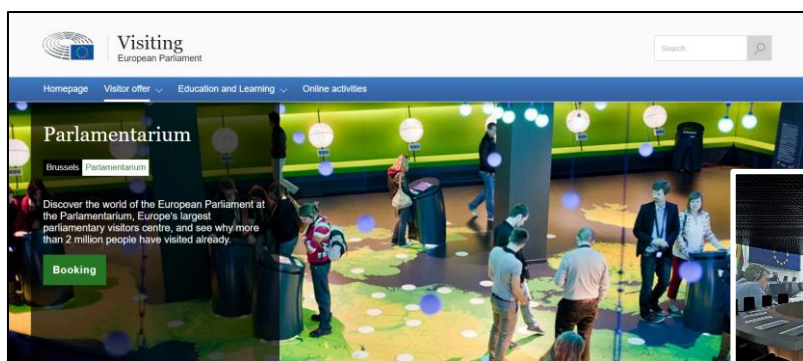 Visiting
European Parliament
Search...
Homepage Visitor offer Education and Learning Online activities
Parlamentarium
Brussels Parlamentarium
Discover the world of the European Parliament at
the Parlamentarium, Europe's largest
parliamentary visitors centre, and see why more
than 2 million people have visited already.
Booking